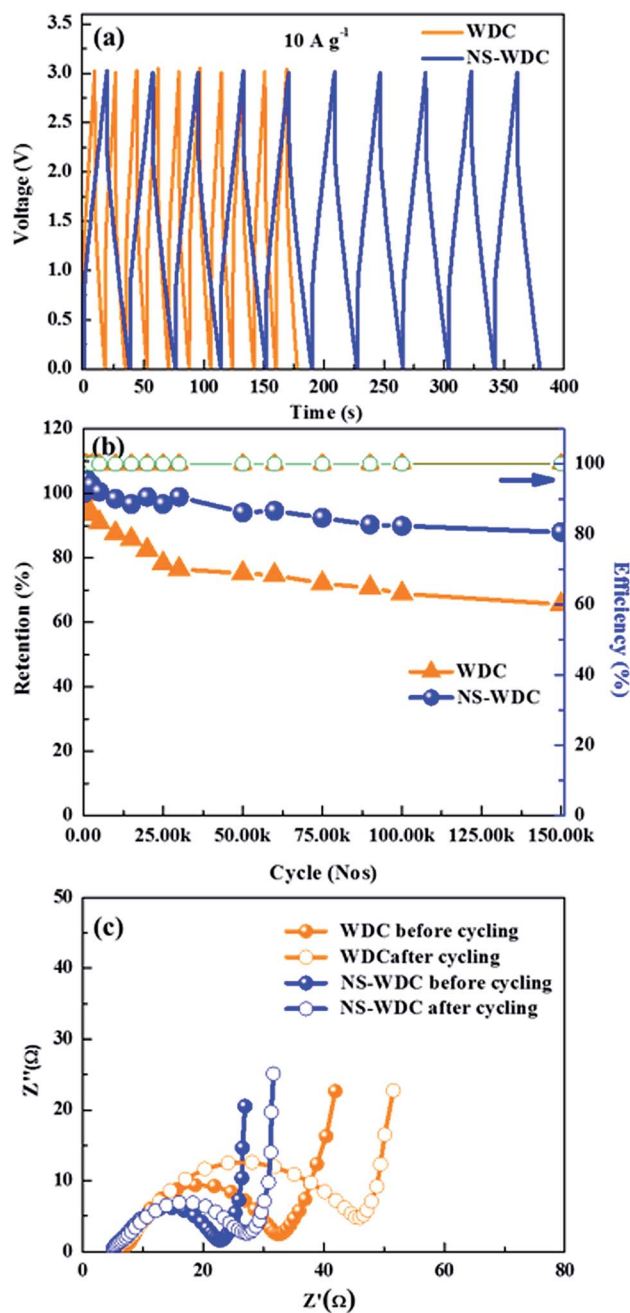 (a)
10 A g⁻¹
WDC
NS-WDC
3.5
3.0
2.5
2.0
1.5
1.0
0.5
0.0
Voltage (V)
0 50 100 150 200 250 300 350 400
Time (s)
(b)
120
100
80
60
40
20
0
Retention (%)
100
80
60
40
20
0
Efficiency (%)
WDC
NS-WDC
0.00 25.00k 50.00k 75.00k 100.00k 125.00k 150.00k
Cycle (Nos)
(c)
WDC before cycling
WDCafter cycling
NS-WDC before cycling
NS-WDC after cycling
50
40
30
20
10
0
Z''(Ω)
0 20 40 60 80
Z'(Ω)